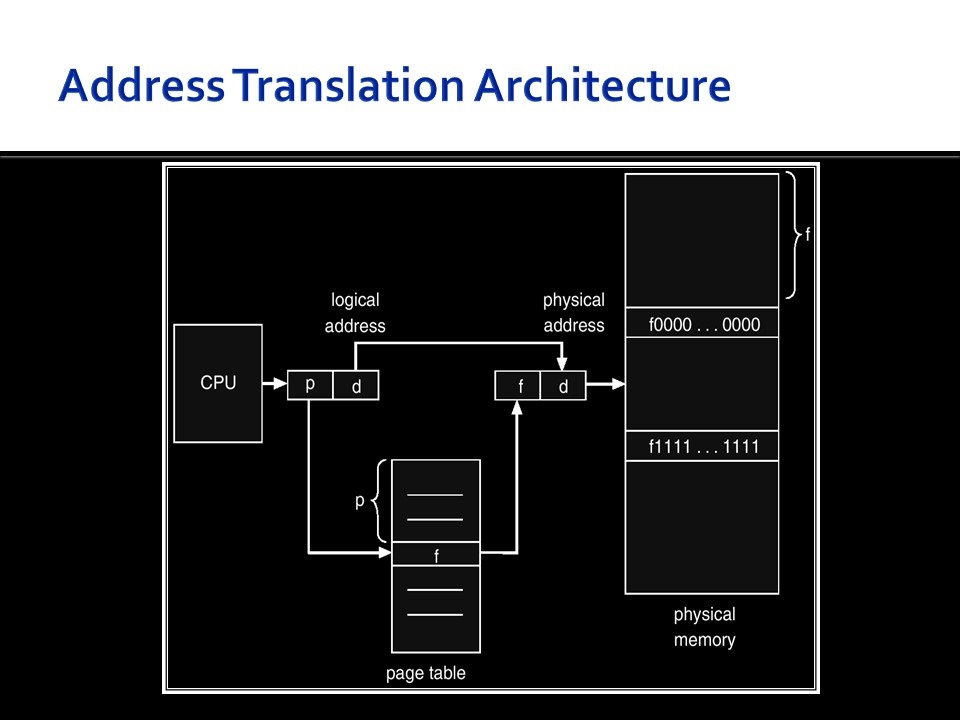 Address Translation Architecture
f
logical
address
physical
address
f0000 . . . 0000
CPU
p
d
f
d
f1111 . . . 1111
p
f
physical
memory
page table